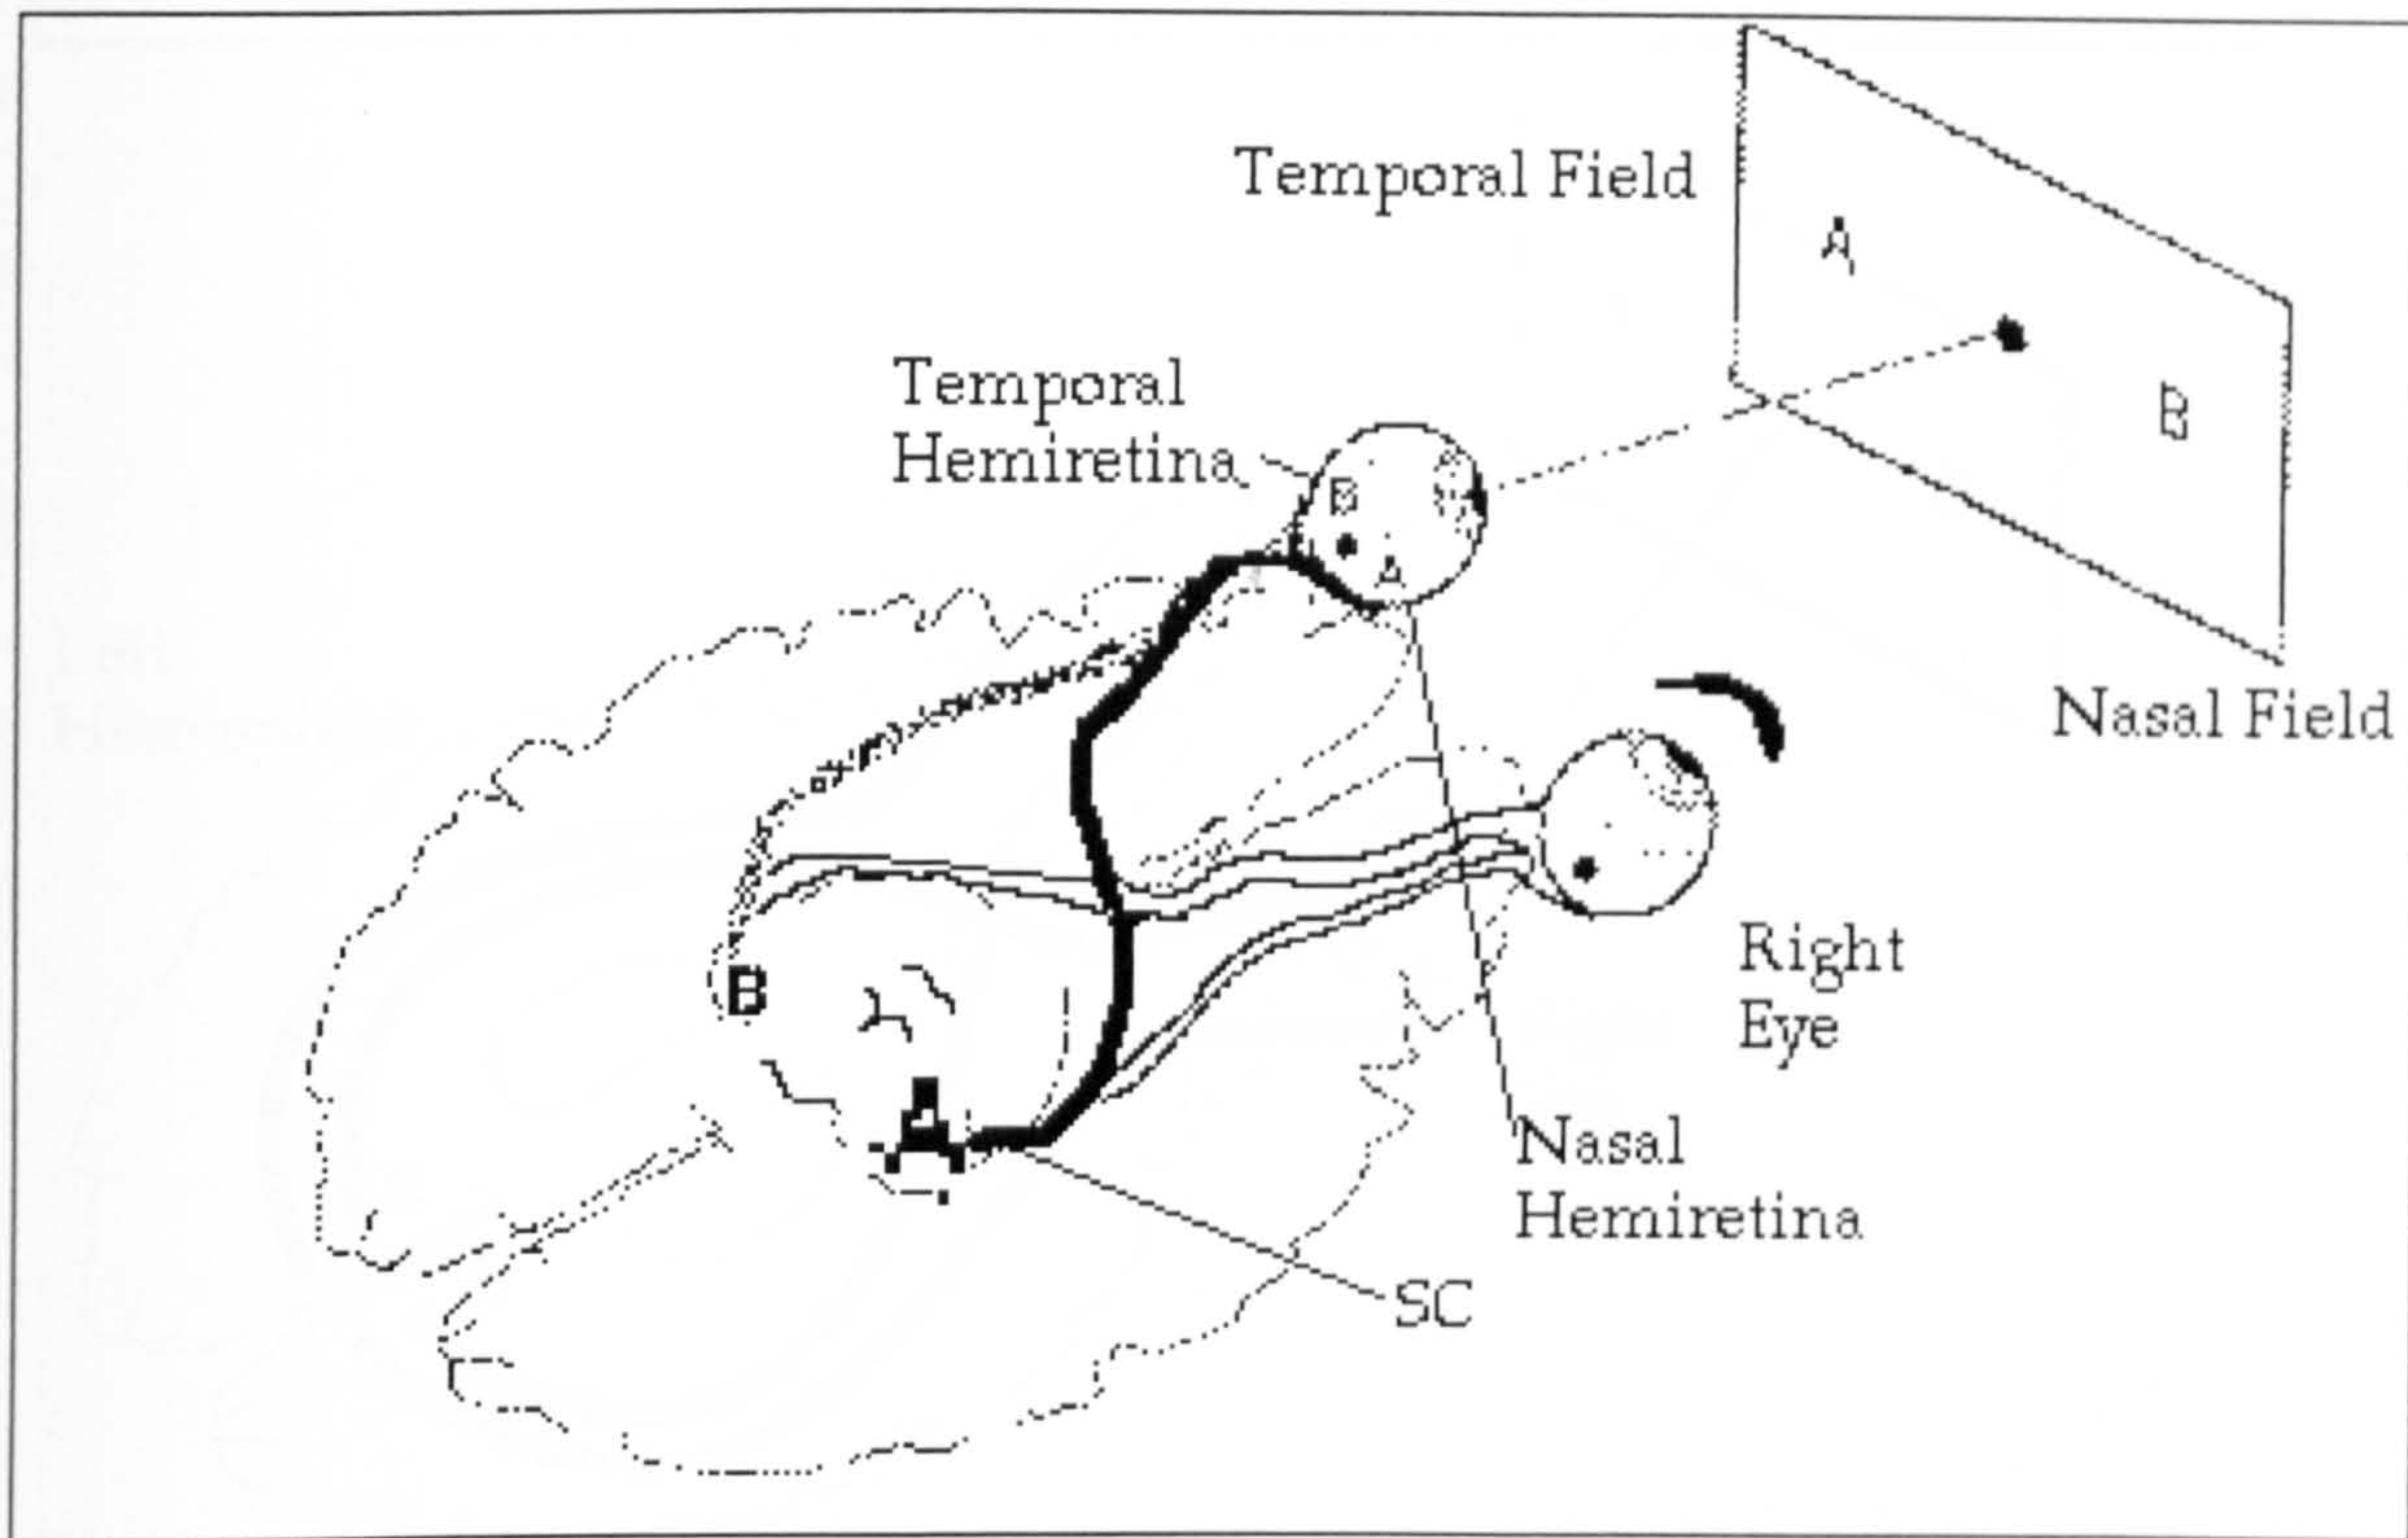 Temporal Field
A
B
Temporal
Hemiretina
B
A
Nasal Field
Right
Eye
B
A
Nasal
Hemiretina
SC